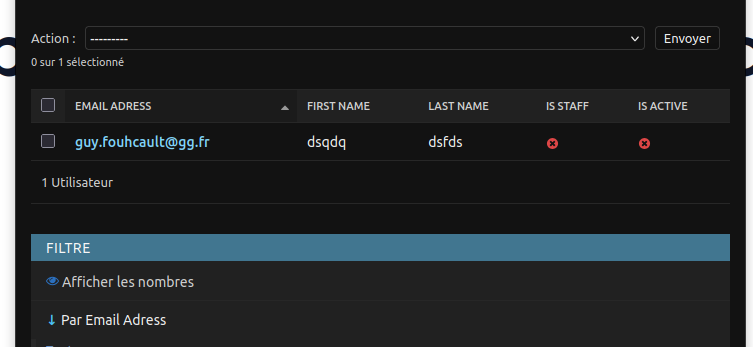 Action : ---------
Envoyer
0 sur 1 sélectionné
EMAIL ADRESS FIRST NAME LAST NAME IS STAFF IS ACTIVE
guy.fouhcault@gg.fr dsqdq dsfds
1 Utilisateur
FILTRE
Afficher les nombres
↓ Par Email Adress